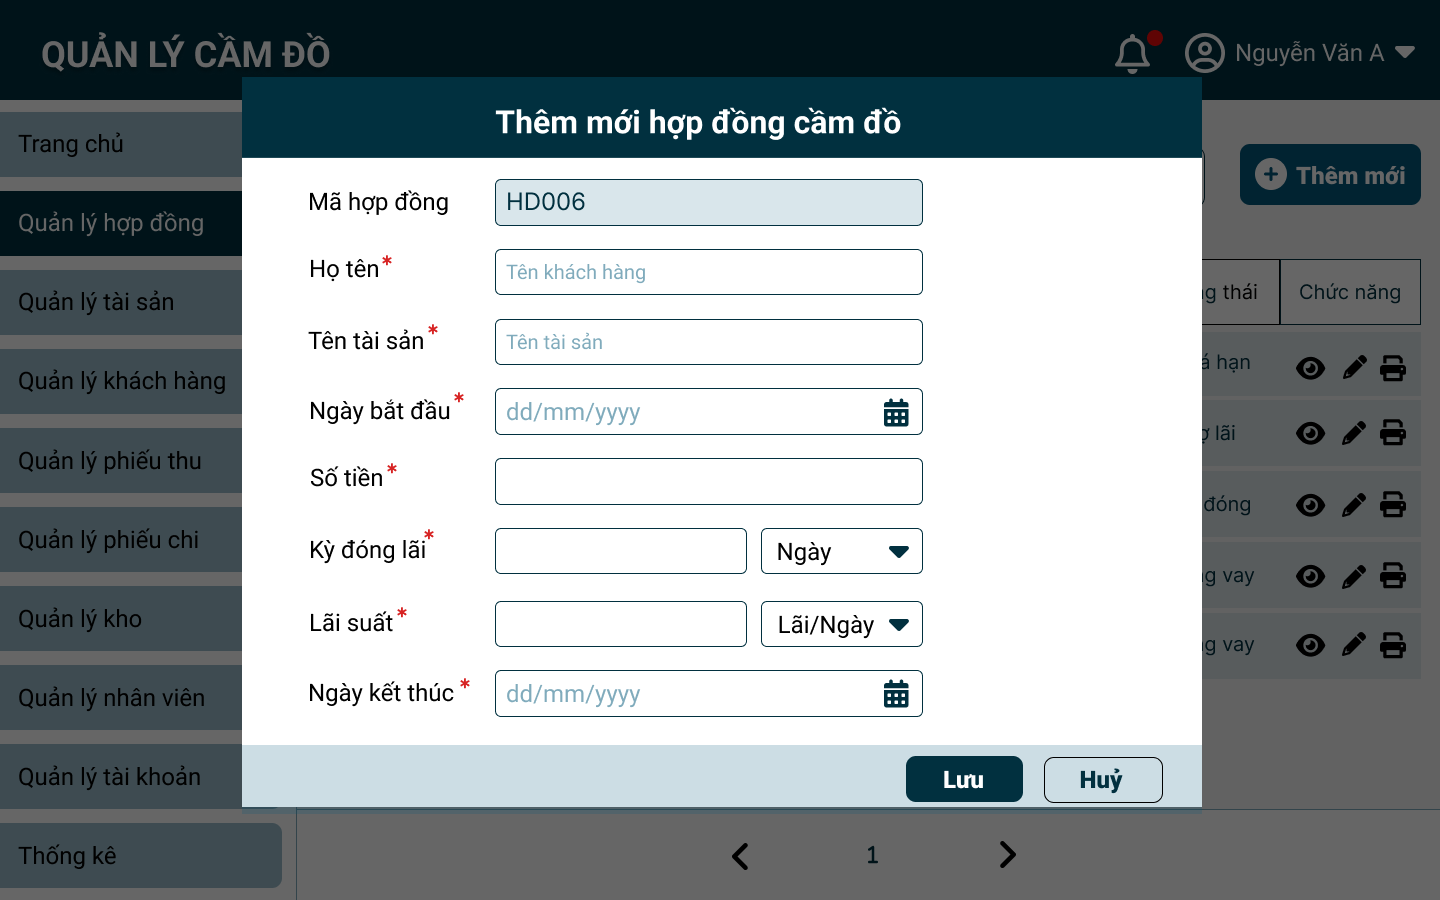 QUẢN LÝ CẦM ĐỒ
Nguyễn Văn A
Thêm mới hợp đồng cầm đồ
Trang chủ
Quản lý hợp đồng
Quản lý tài sản
Quản lý khách hàng
Quản lý phiếu thu
Quản lý phiếu chi
Quản lý kho
Quản lý nhân viên
Quản lý tài khoản
Thống kê
Mã hợp đồng HD006
Họ tên* Tên khách hàng
Tên tài sản* Tên tài sản
Ngày bắt đầu* dd/mm/yyyy
Số tiền*
Kỳ đóng lãi* Ngày
Lãi suất* Lãi/Ngày
Ngày kết thúc* dd/mm/yyyy
Lưu Huỷ
Thêm mới
thái Chức năng
hạn
lãi
đóng
vay
vay
1